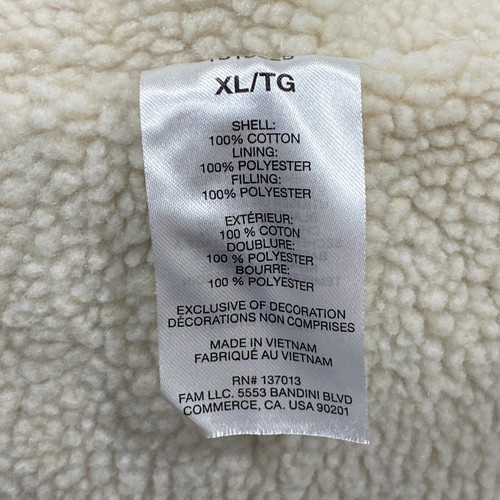 XL/TG
SHELL:
100% COTTON
LINING:
100% POLYESTER
FILLING:
100% POLYESTER
EXTÉRIEUR:
100 % COTON
DOUBLURE:
100 % POLYESTER
BOURRE:
100 % POLYESTER
EXCLUSIVE OF DECORATION
DÉCORATIONS NON COMPRISES
MADE IN VIETNAM
FABRIQUÉ AU VIETNAM
RN# 137013
FAM LLC. 5553 BANDINI BLVD
COMMERCE, CA. USA 90201